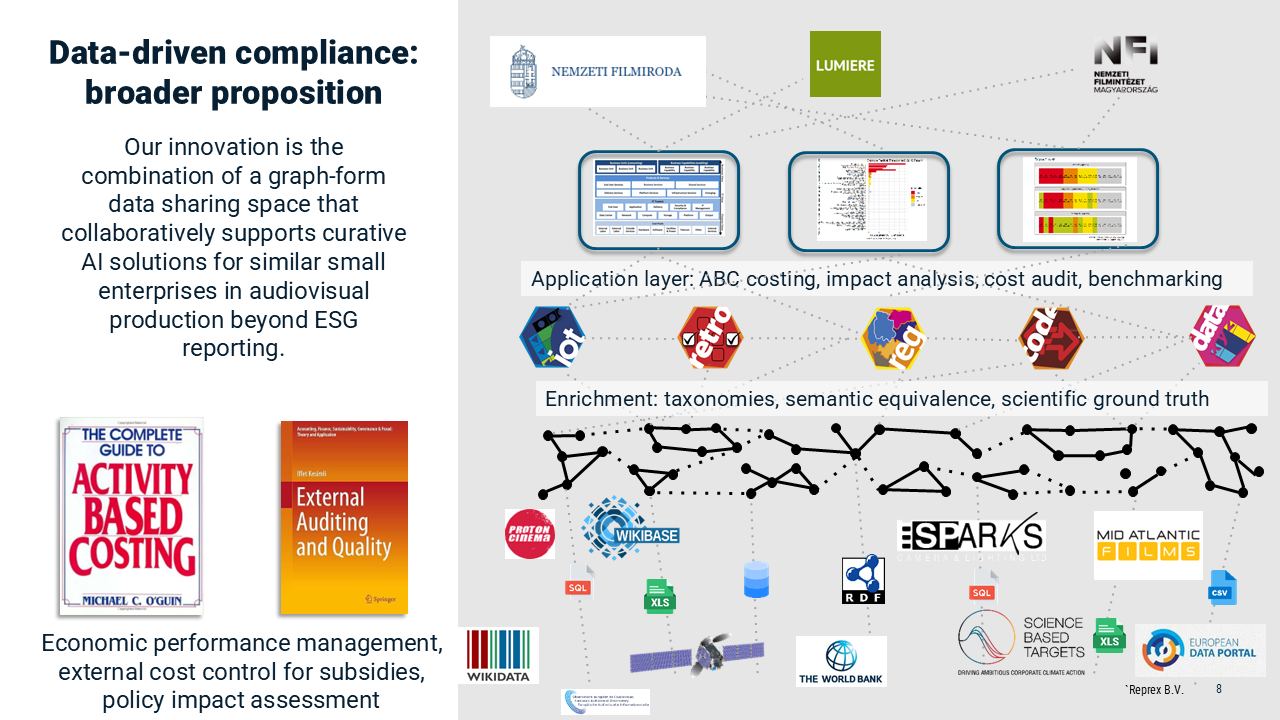 Data-driven compliance:
broader proposition
Our innovation is the
combination of a graph-form
data sharing space that
collaboratively supports curative
AI solutions for similar small
enterprises in audiovisual
production beyond ESG
reporting.
THE COMPLETE
GUIDE TO
ACTIVITY
BASED
COSTING
MICHAEL C. O'GUIN
Accounting, Finance, Sustainability, Governance & Fraud:
Theory and Application
External
Auditing
and Quality
Springer
Economic performance management,
external cost control for subsidies,
policy impact assessment
NEMZETI FILMIRODA
LUMIERE
NFI
NEMZETI
FILMINTÉZET
MAGYARORSZÁG
Application layer: ABC costing, impact analysis, cost audit, benchmarking
iot
retro
reg
code
data
Enrichment: taxonomies, semantic equivalence, scientific ground truth
PROTON
CINEMA
WIKIBASE
SPARKS
MID ATLANTIC
FILMS
SQL
XLS
RDF
SQL
CSV
WIKIDATA
THE WORLD BANK
SCIENCE
BASED
TARGETS
DRIVING AMBITIOUS CORPORATE CLIMATE ACTION
XLS
EUROPEAN
DATA PORTAL
Reprex B.V.
8